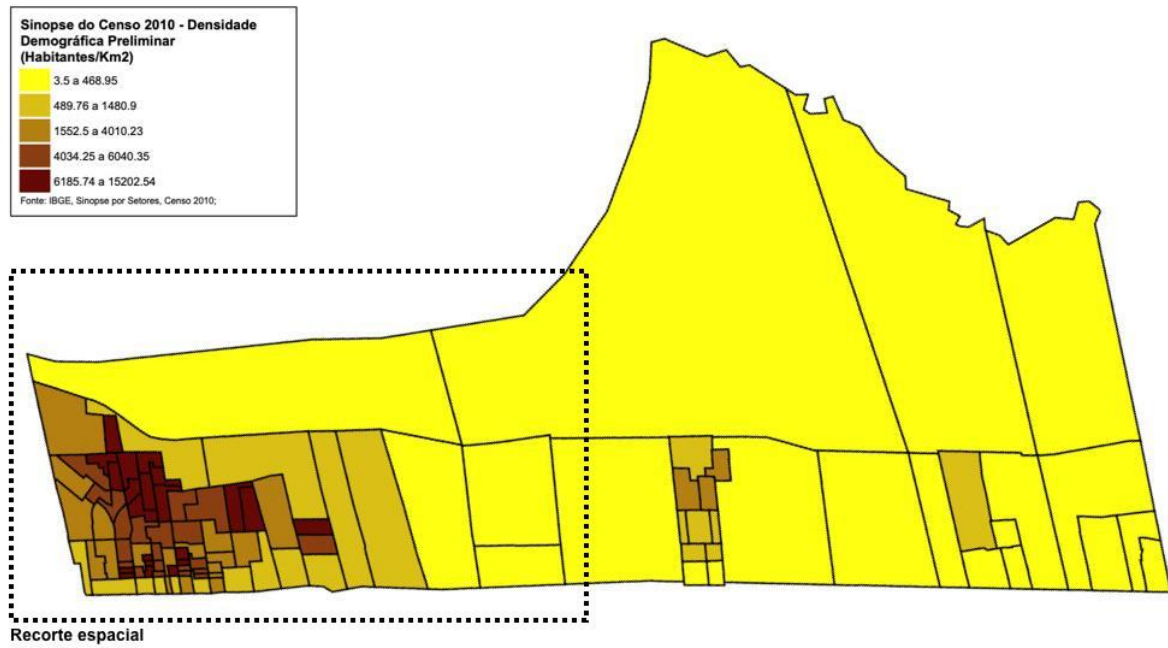 Sinopse do Censo 2010 - Densidade
Demográfica Preliminar
(Habitantes/Km2)
3.5 a 468.95
489.76 a 1480.9
1552.5 a 4010.23
4034.25 a 6040.35
6185.74 a 15202.54
Fonte: IBGE, Sinopse por Setores, Censo 2010;
Recorte espacial